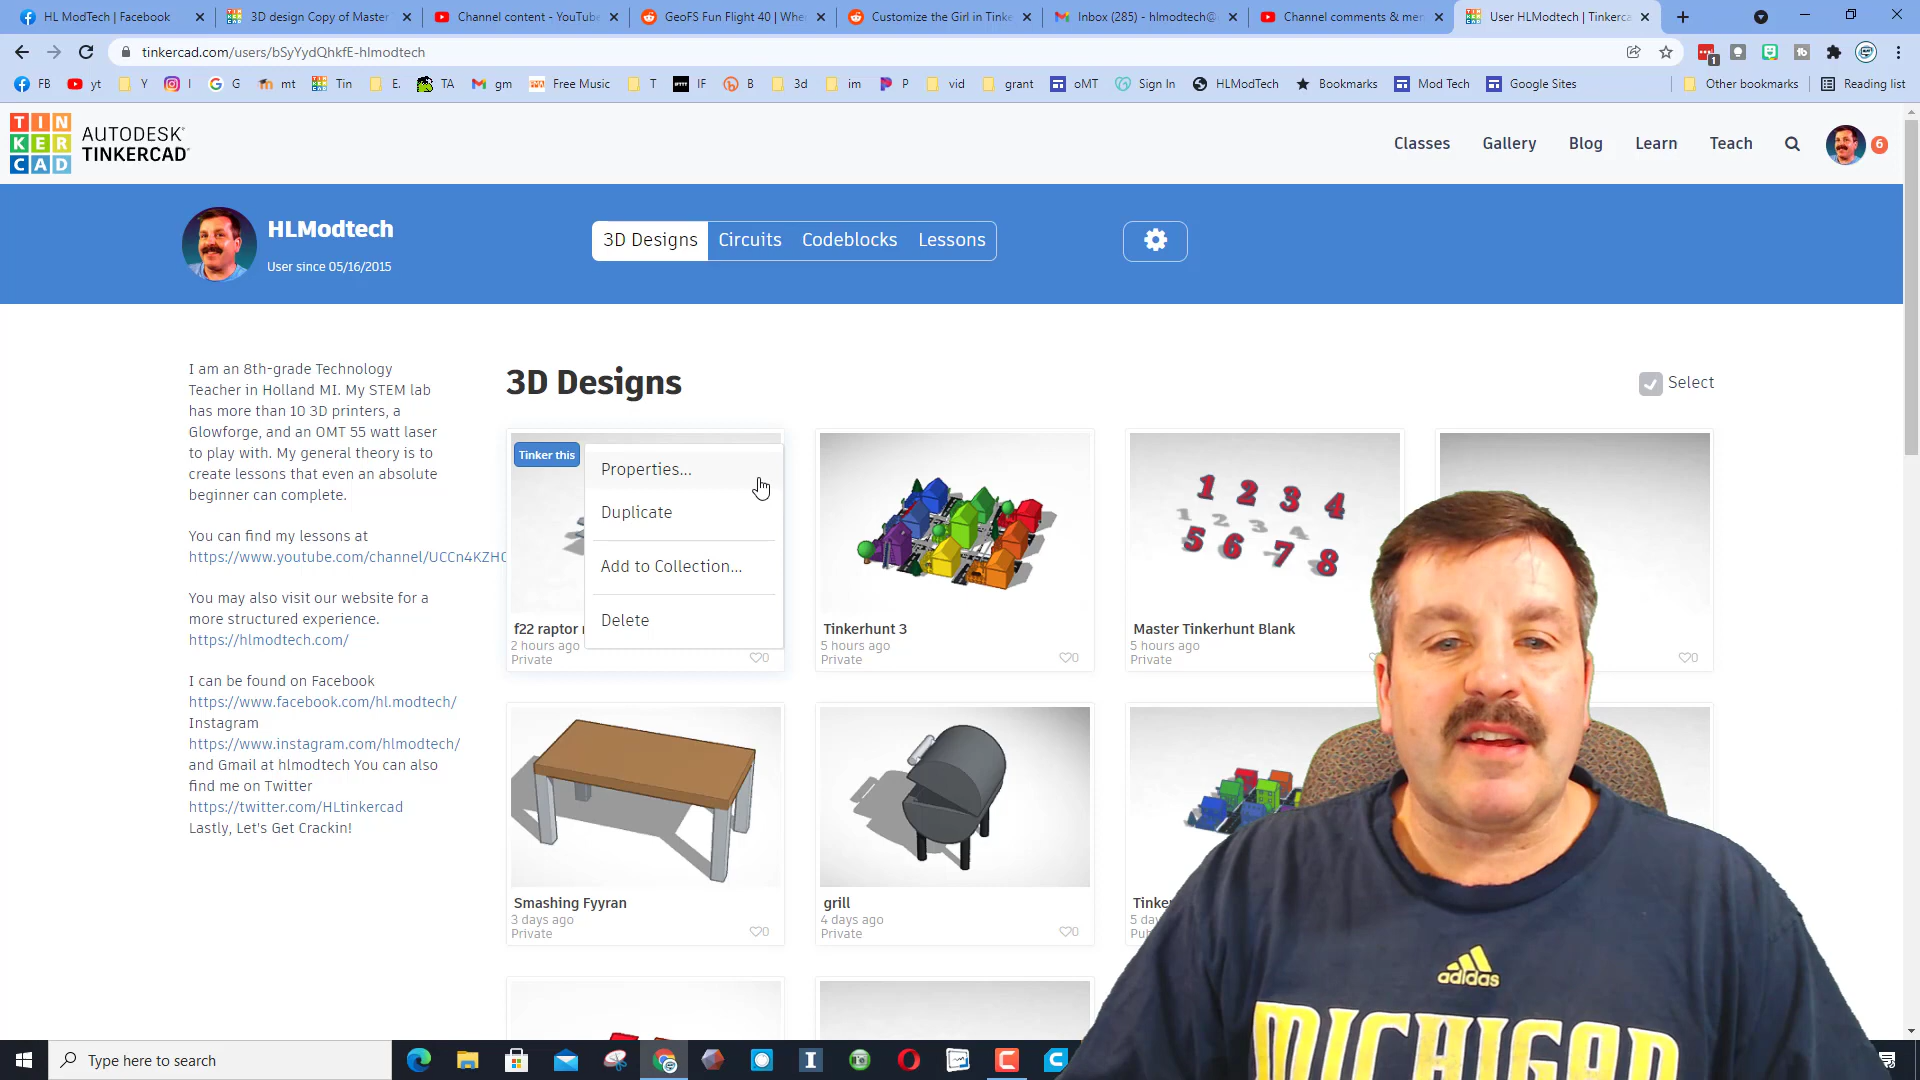 HL ModTech | Facebook
3D design Copy of Master
Channel content - YouTube
GeoFS Fun Flight 40 | Whe
Customize the Girl in Tinke
Inbox (285) - hlmodtech@
Channel comments & men
User HLModtech | Tinkerca
tinkercad.com/users/bSyYydQhkfE-hlmodtech
1
FB yt Y I G mt Tin E. TA gm Free Music T IF B 3d im P vid grant oMT Sign In HLModTech Bookmarks Mod Tech Google Sites Other bookmarks Reading list
TIN
KER
CAD
AUTODESK
TINKERCAD
Classes Gallery Blog Learn Teach 6
HLModtech
User since 05/16/2015
3D Designs Circuits Codeblocks Lessons
I am an 8th-grade Technology
Teacher in Holland MI. My STEM lab
has more than 10 3D printers, a
Glowforge, and an OMT 55 watt laser
to play with. My general theory is to
create lessons that even an absolute
beginner can complete.
You can find my lessons at
https://www.youtube.com/channel/UCCn4KZHC
You may also visit our website for a
more structured experience.
https://hlmodtech.com/
I can be found on Facebook
https://www.facebook.com/hl.modtech/
Instagram
https://www.instagram.com/hlmodtech/
and Gmail at hlmodtech You can also
find me on Twitter
https://twitter.com/HLtinkercad
Lastly, Let's Get Crackin!
3D Designs
Select
Tinker this
Properties...
Duplicate
Add to Collection...
Delete
f22 raptor
2 hours ago
Private
0
Tinkerhunt 3
5 hours ago
Private
0
1 2 3 4
5 6 7 8
Master Tinkerhunt Blank
5 hours ago
Private
0
Smashing Fyyran
3 days ago
Private
0
grill
4 days ago
Private
0
Tinker
5 da
Pu
adidas
MICHIGAN
Type here to search